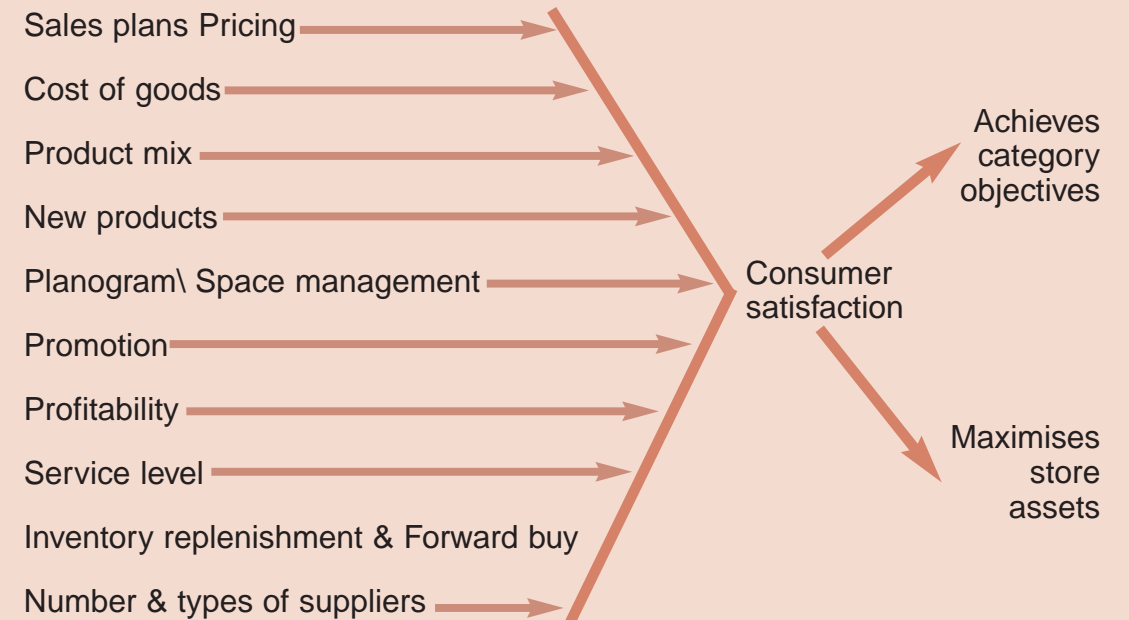 Sales plans Pricing
Cost of goods
Product mix
New products
Planogram\ Space management
Promotion
Profitability
Service level
Inventory replenishment & Forward buy
Number & types of suppliers
Consumer
satisfaction
Achieves
category
objectives
Maximises
store
assets